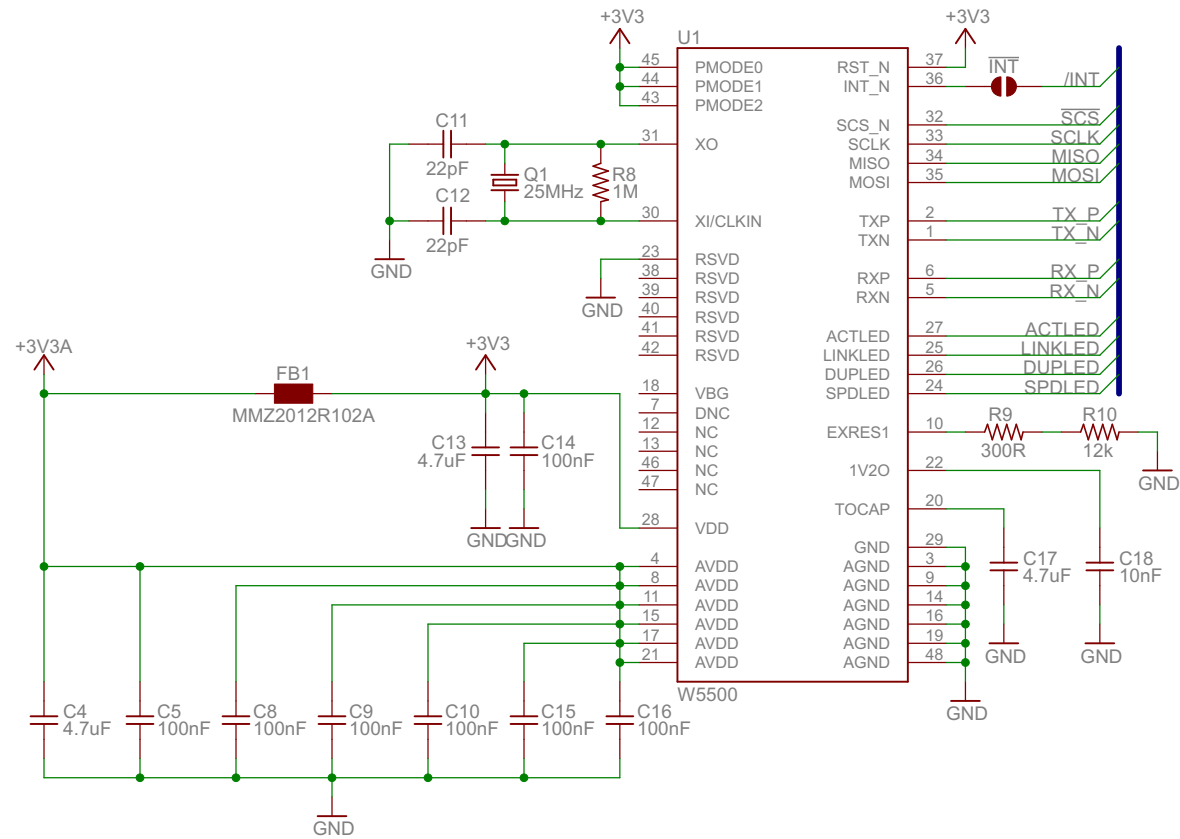 +3V3
+3V3
U1
45 PMODE0 RST_N 37
44 PMODE1 INT_N 36 INT /INT
43 PMODE2
SCS_N 32 SCS
C11
22pF
31 XO SCLK 33 SCLK
Q1
25MHz
R8
1M
MISO 34 MISO
MOSI 35 MOSI
C12
22pF
30 XI/CLKIN TXP 2 TX_P
TXN 1 TX_N
GND
23 RSVD
38 RSVD RXP 6 RX_P
39 RSVD RXN 5 RX_N
GND
40 RSVD
41 RSVD ACTLED 27 ACTLED
42 RSVD LINKLED 25 LINKLED
DUPLED 26 DUPLED
+3V3A
+3V3
FB1
MMZ2012R102A
18 VBG SPDLED 24 SPDLED
7 DNC
12 NC EXRES1 10
R9
300R
R10
12k
GND
13 NC
46 NC 1V2O 22
47 NC
C13
4.7uF
C14
100nF
TOCAP 20
28 VDD
GND
GND
GND 29
4 AVDD AGND 3
8 AVDD AGND 9
11 AVDD AGND 14
15 AVDD AGND 16
17 AVDD AGND 19
21 AVDD AGND 48
C17
4.7uF
C18
10nF
GND
GND
W5500
GND
C4
4.7uF
C5
100nF
C8
100nF
C9
100nF
C10
100nF
C15
100nF
C16
100nF
GND